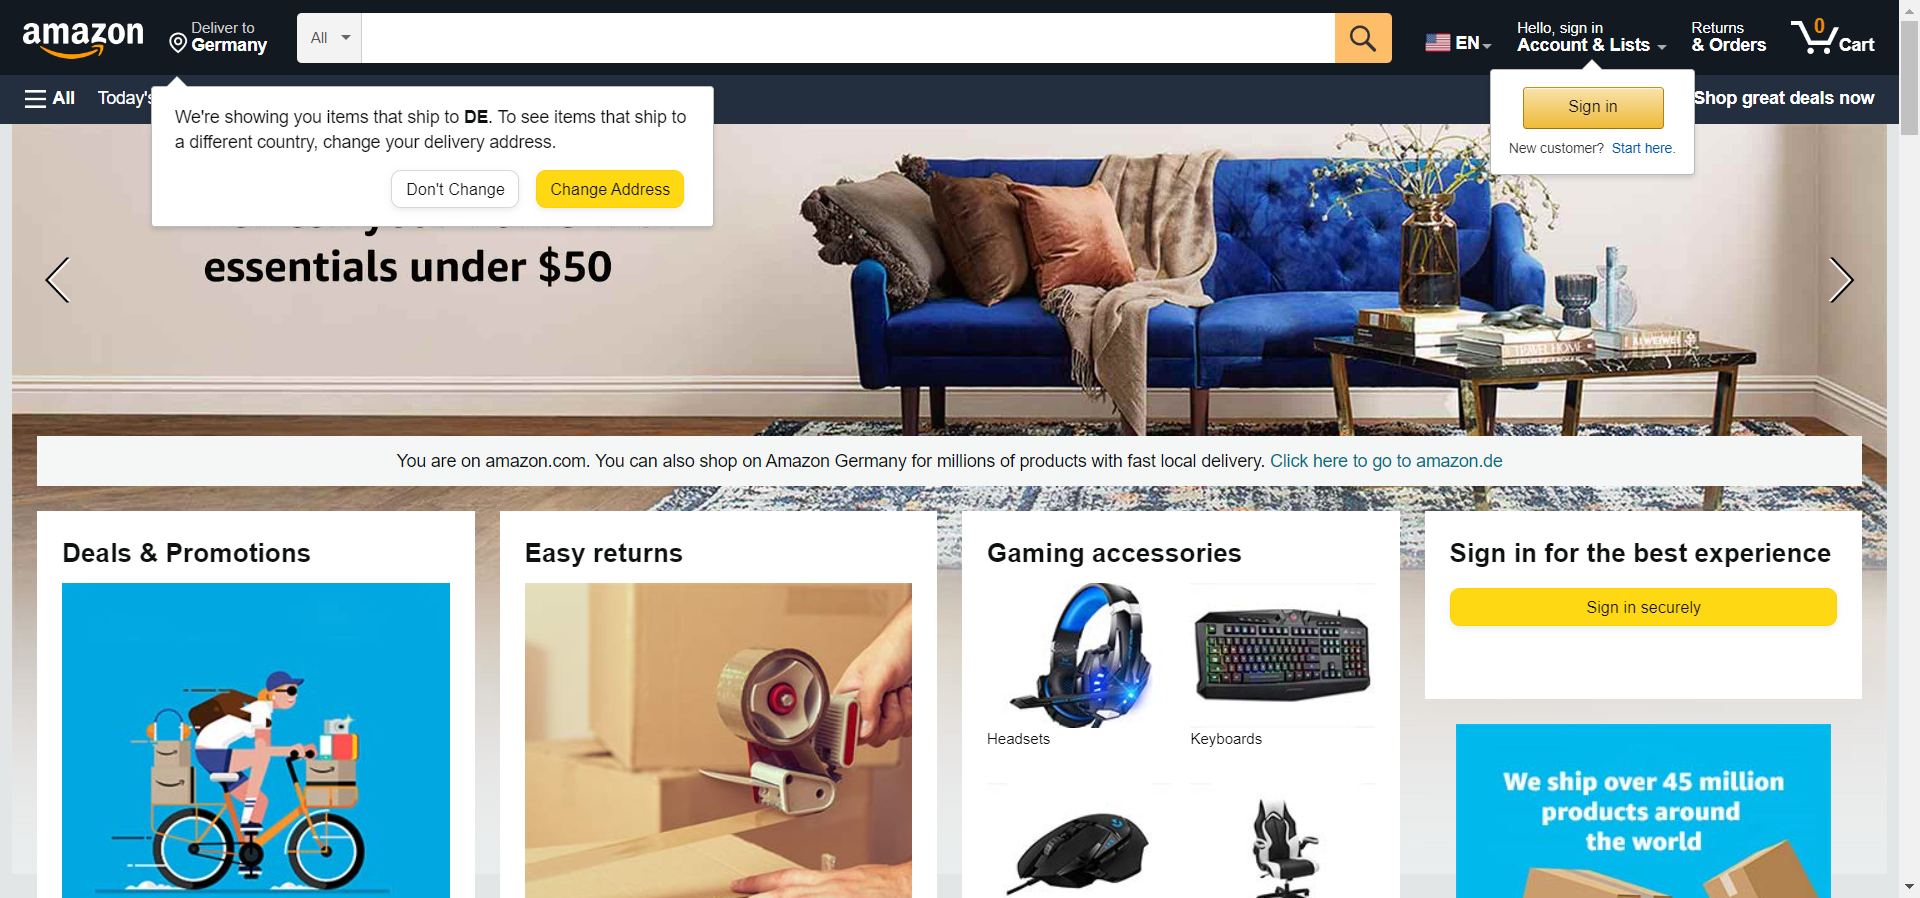 amazon
Deliver to
Germany
All
EN
Hello, sign in
Account & Lists
Returns
& Orders
0
Cart
All
Today's
Shop great deals now
We're showing you items that ship to DE. To see items that ship to
a different country, change your delivery address.
Don't Change
Change Address
Sign in
New customer? Start here.
essentials under $50
TRAVEL HOME
AI WEIWEI
You are on amazon.com. You can also shop on Amazon Germany for millions of products with fast local delivery. Click here to go to amazon.de
Deals & Promotions
Easy returns
Gaming accessories
Headsets
Keyboards
Sign in for the best experience
Sign in securely
We ship over 45 million
products around
the world